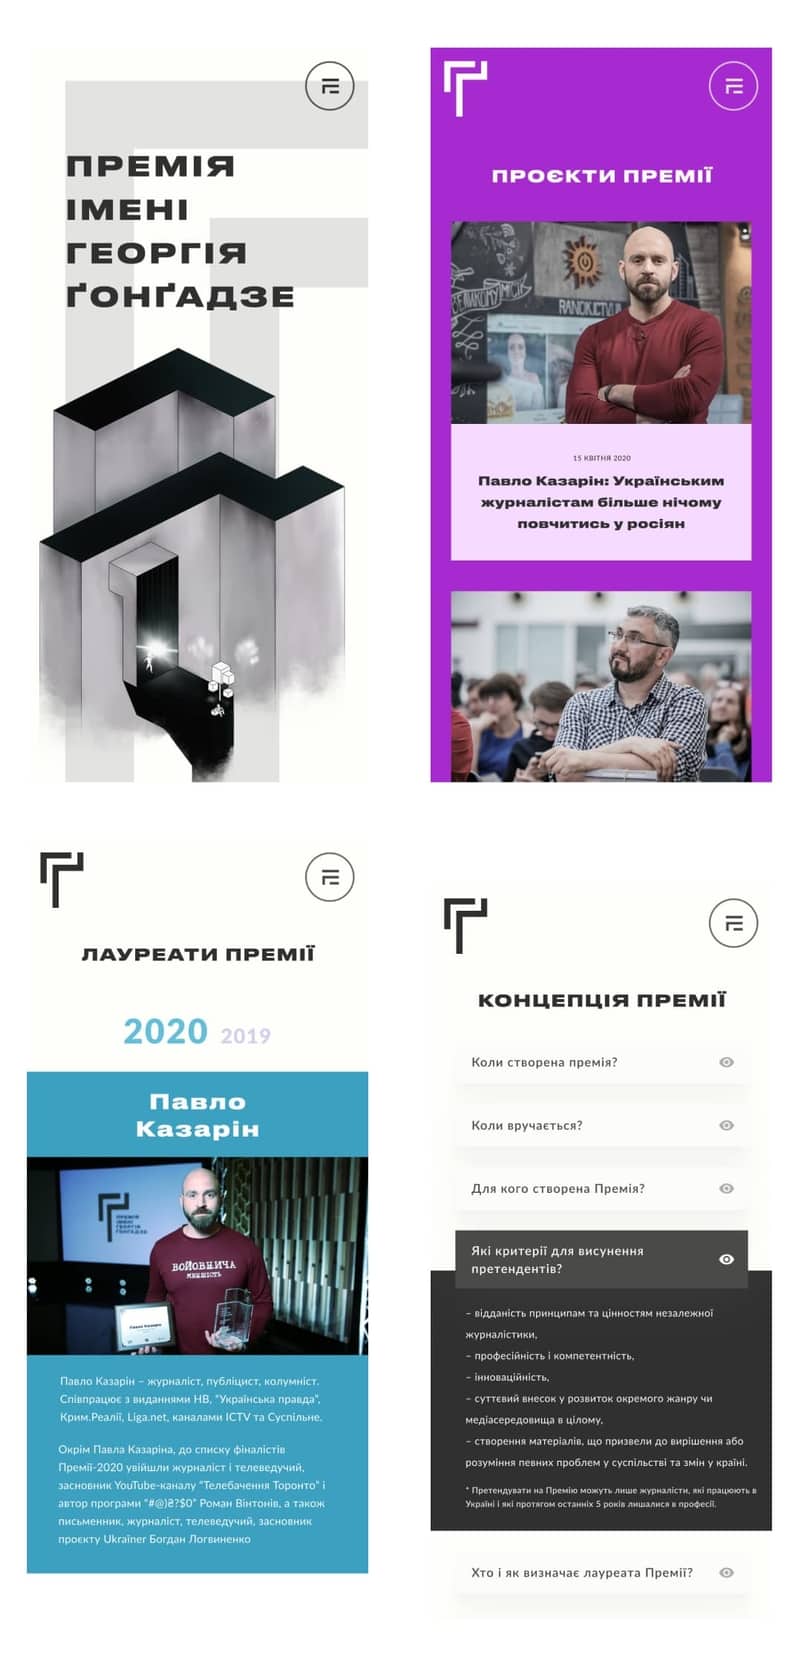 ПРЕМІЯ
ІМЕНІ
ГЕОРГІЯ
ҐОНҐАДЗЕ
ПРОЄКТИ ПРЕМІЇ
ВЕЛИКОМУ МІСТІ
15 КВІТНЯ 2020
Павло Казарін: Українським
журналістам більше нічому
повчитись у росіян
ЛАУРЕАТИ ПРЕМІЇ
2020 2019
Павло
Казарін
ПРЕМІЯ
ІМЕНІ
ГЕОРГІЯ
ҐОНҐАДЗЕ
ВОЙОВНИЧА
МЕНШІСТЬ
Павло Казарін
Павло Казарін – журналіст, публіцист, колумніст.
Співпрацює з виданнями НВ, "Українська правда",
Крим.Реалії, Liga.net, каналами ICTV та Суспільне.
Окрім Павла Казаріна, до списку фіналістів
Премії-2020 увійшли журналіст і телеведучий,
засновник YouTube-каналу "Телебачення Торонто" і
автор програми "#@)₴?$0" Роман Вінтонів, а також
письменник, журналіст, телеведучий, засновник
проєкту Ukraїner Богдан Логвиненко
КОНЦЕПЦІЯ ПРЕМІЇ
Коли створена премія?
Коли вручається?
Для кого створена Премія?
Які критерії для висунення
претендентів?
– відданість принципам та цінностям незалежної
журналістики,
– професійність і компетентність,
– інноваційність,
– суттєвий внесок у розвиток окремого жанру чи
медіасередовища в цілому,
– створення матеріалів, що призвели до вирішення або
розуміння певних проблем у суспільстві та змін у країні.
* Претендувати на Премію можуть лише журналісти, які працюють в
Україні і які протягом останніх 5 років лишалися в професії.
Хто і як визначає лауреата Премії?